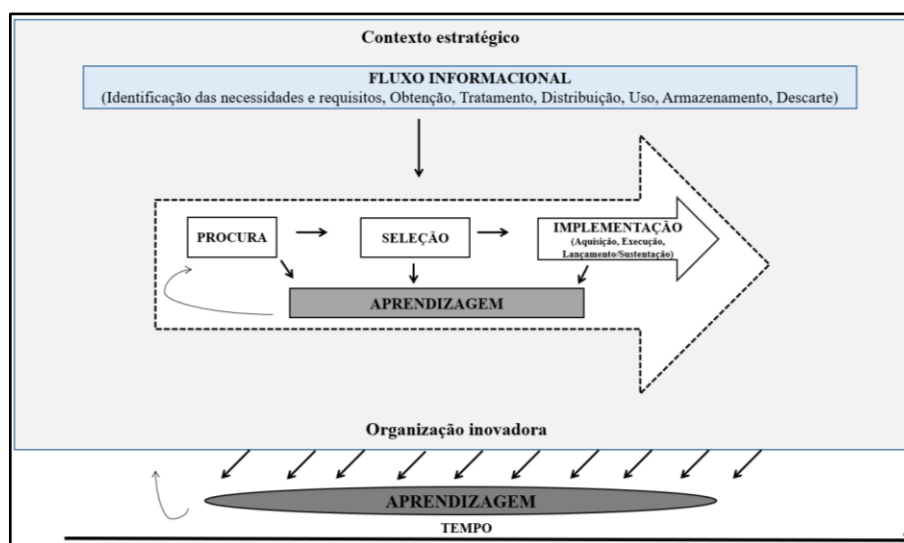 Contexto estratégico
FLUXO INFORMACIONAL
(Identificação das necessidades e requisitos, Obtenção, Tratamento, Distribuição, Uso, Armazenamento, Descarte)
PROCURA
SELEÇÃO
IMPLEMENTAÇÃO
(Aquisição, Execução,
Lançamento/Sustentação)
APRENDIZAGEM
Organização inovadora
APRENDIZAGEM
TEMPO